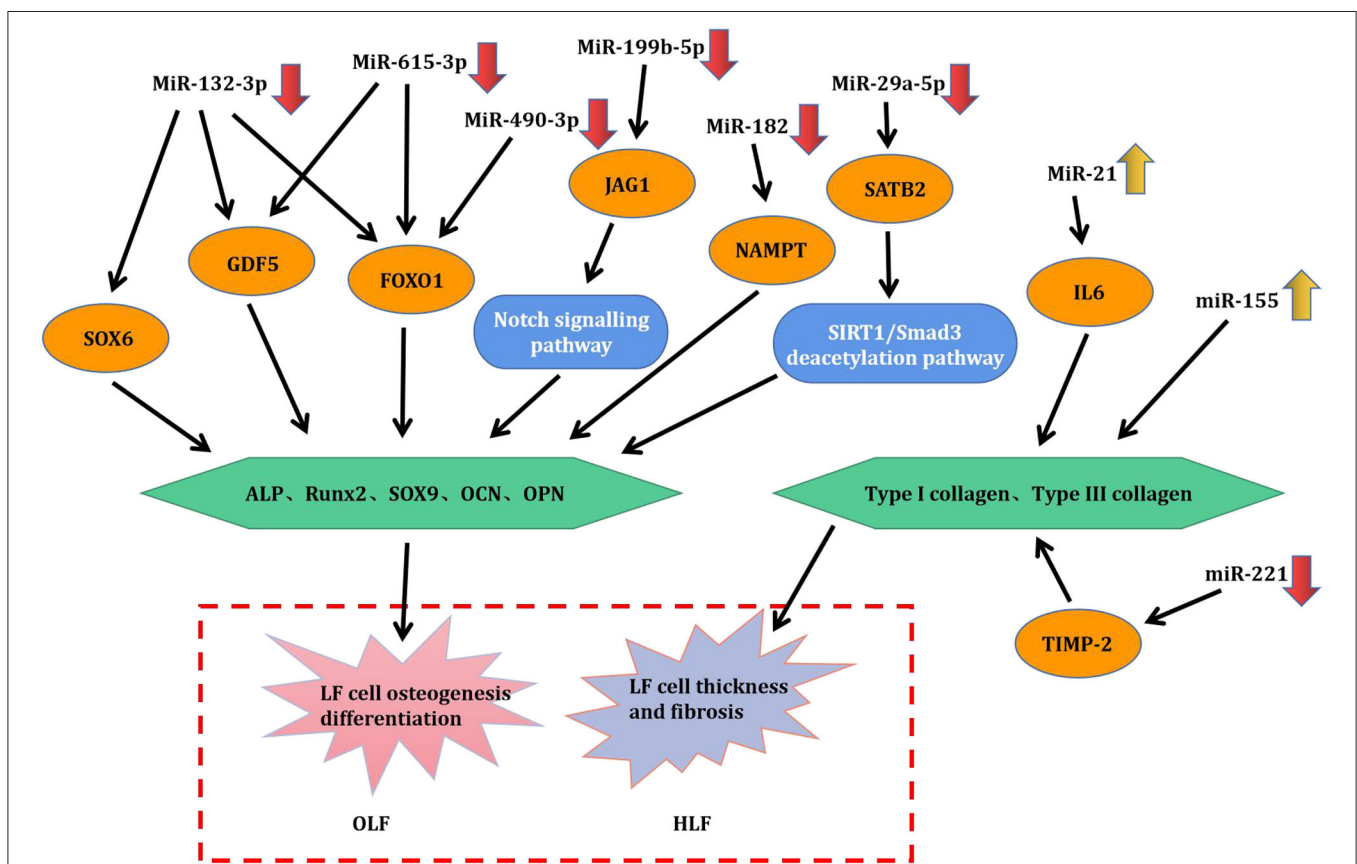 MiR-199b-5p
MiR-615-3p
MiR-132-3p
MiR-29a-5p
MiR-490-3p
MiR-182
MiR-21
JAG1
SATB2
GDF5
FOXO1
NAMPT
IL6
miR-155
SOX6
Notch signalling
pathway
SIRT1/Smad3
deacetylation pathway
ALP、Runx2、SOX9、OCN、OPN
Type I collagen、Type III collagen
miR-221
TIMP-2
LF cell osteogenesis
differentiation
LF cell thickness
and fibrosis
OLF
HLF